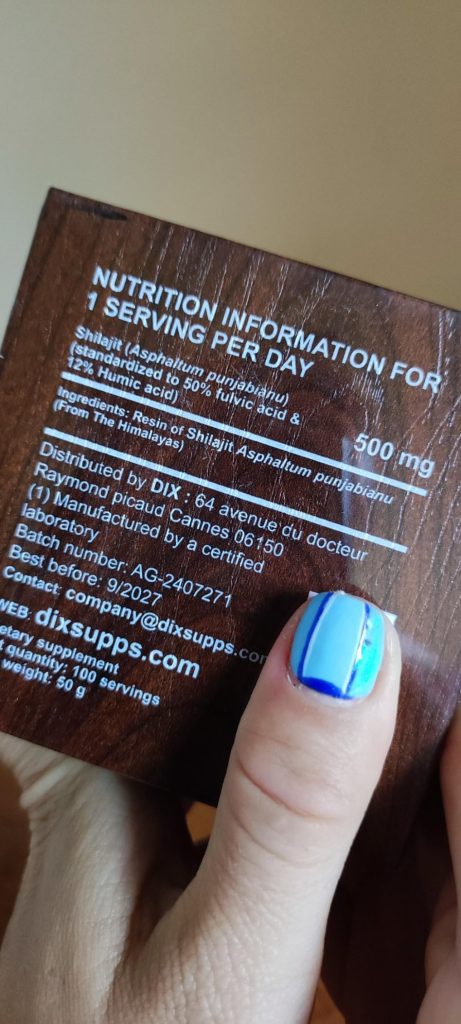 NUTRITION INFORMATION FOR
1 SERVING PER DAY
Shilajit (Asphaltum punjabianu)
(standardized to 50% fulvic acid &
12% Humic acid)
500 mg
Ingredients: Resin of Shilajit Asphaltum punjabianu
(From The Himalayas)
Distributed by DIX : 64 avenue du docteur
Raymond picaud Cannes 06150
(1) Manufactured by a certified
laboratory
Batch number: AG-2407271
Best before: 9/2027
Contact: company@dixsupps.com
WEB: dixsupps.com
etary supplement
t quantity: 100 servings
weight: 50 g